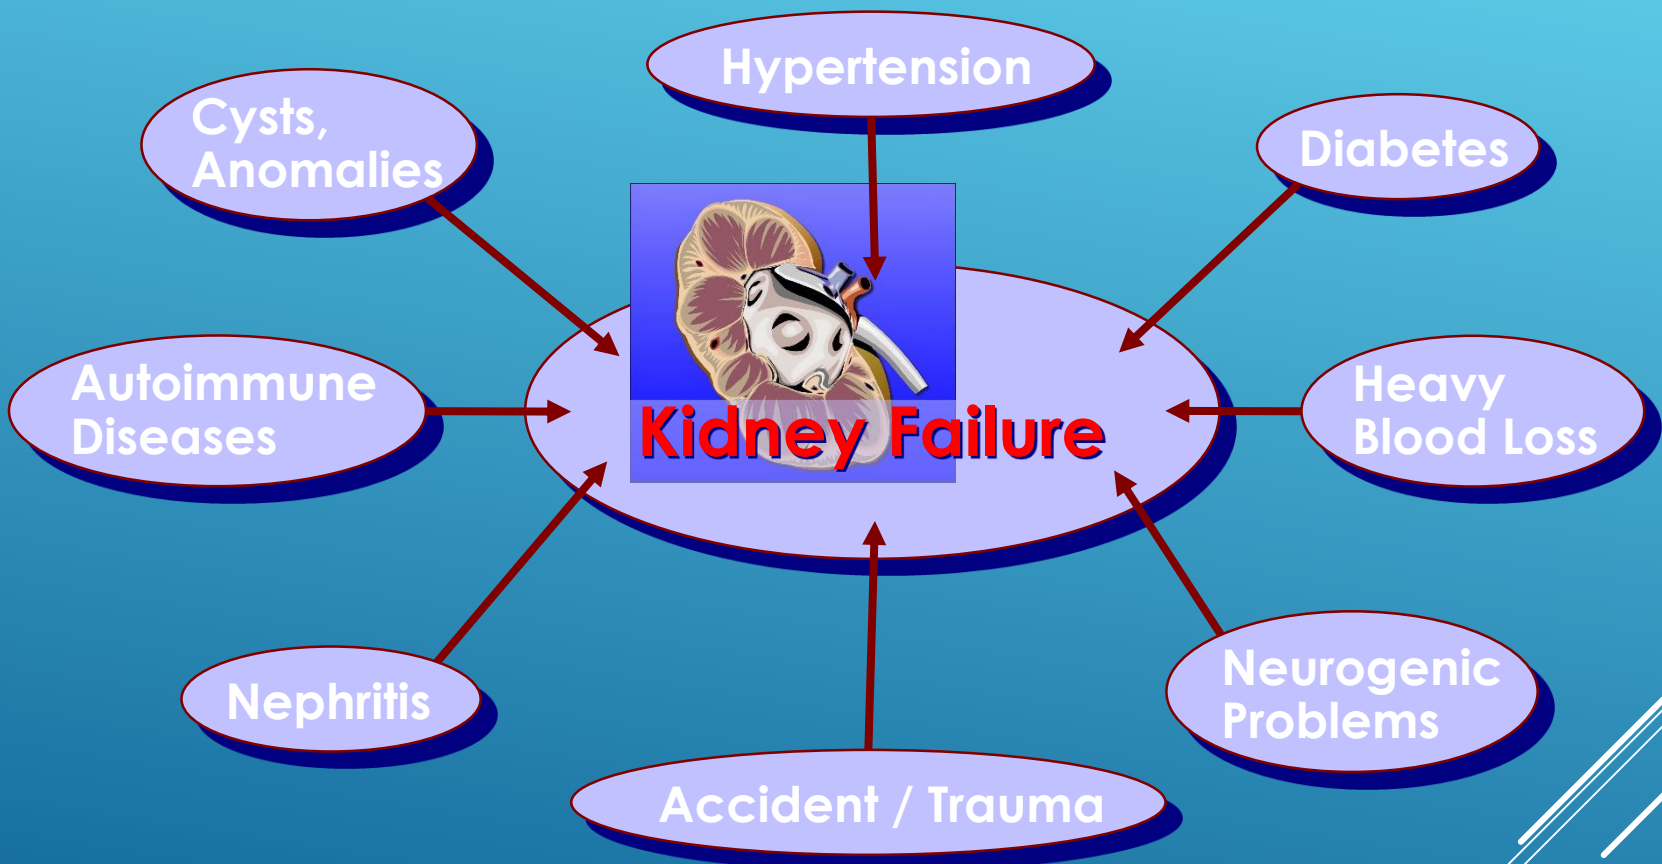 Hypertension
Cysts,
Anomalies
Diabetes
Autoimmune
Diseases
Kidney Failure
Heavy
Blood Loss
Nephritis
Neurogenic
Problems
Accident / Trauma